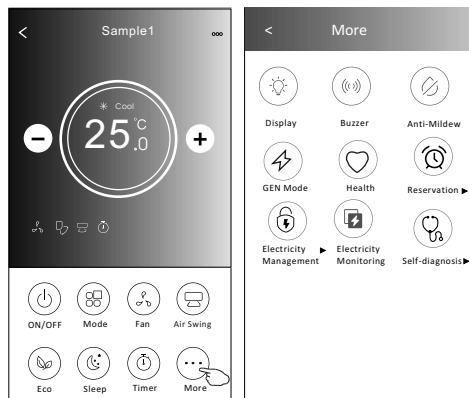 Sample1
Cool
25.0°C
ON/OFF Mode Fan Air Swing
Eco Sleep Timer More
< More
Display Buzzer Anti-Mildew
GEN Mode Health Reservation
Electricity Management Electricity Monitoring Self-diagnosis